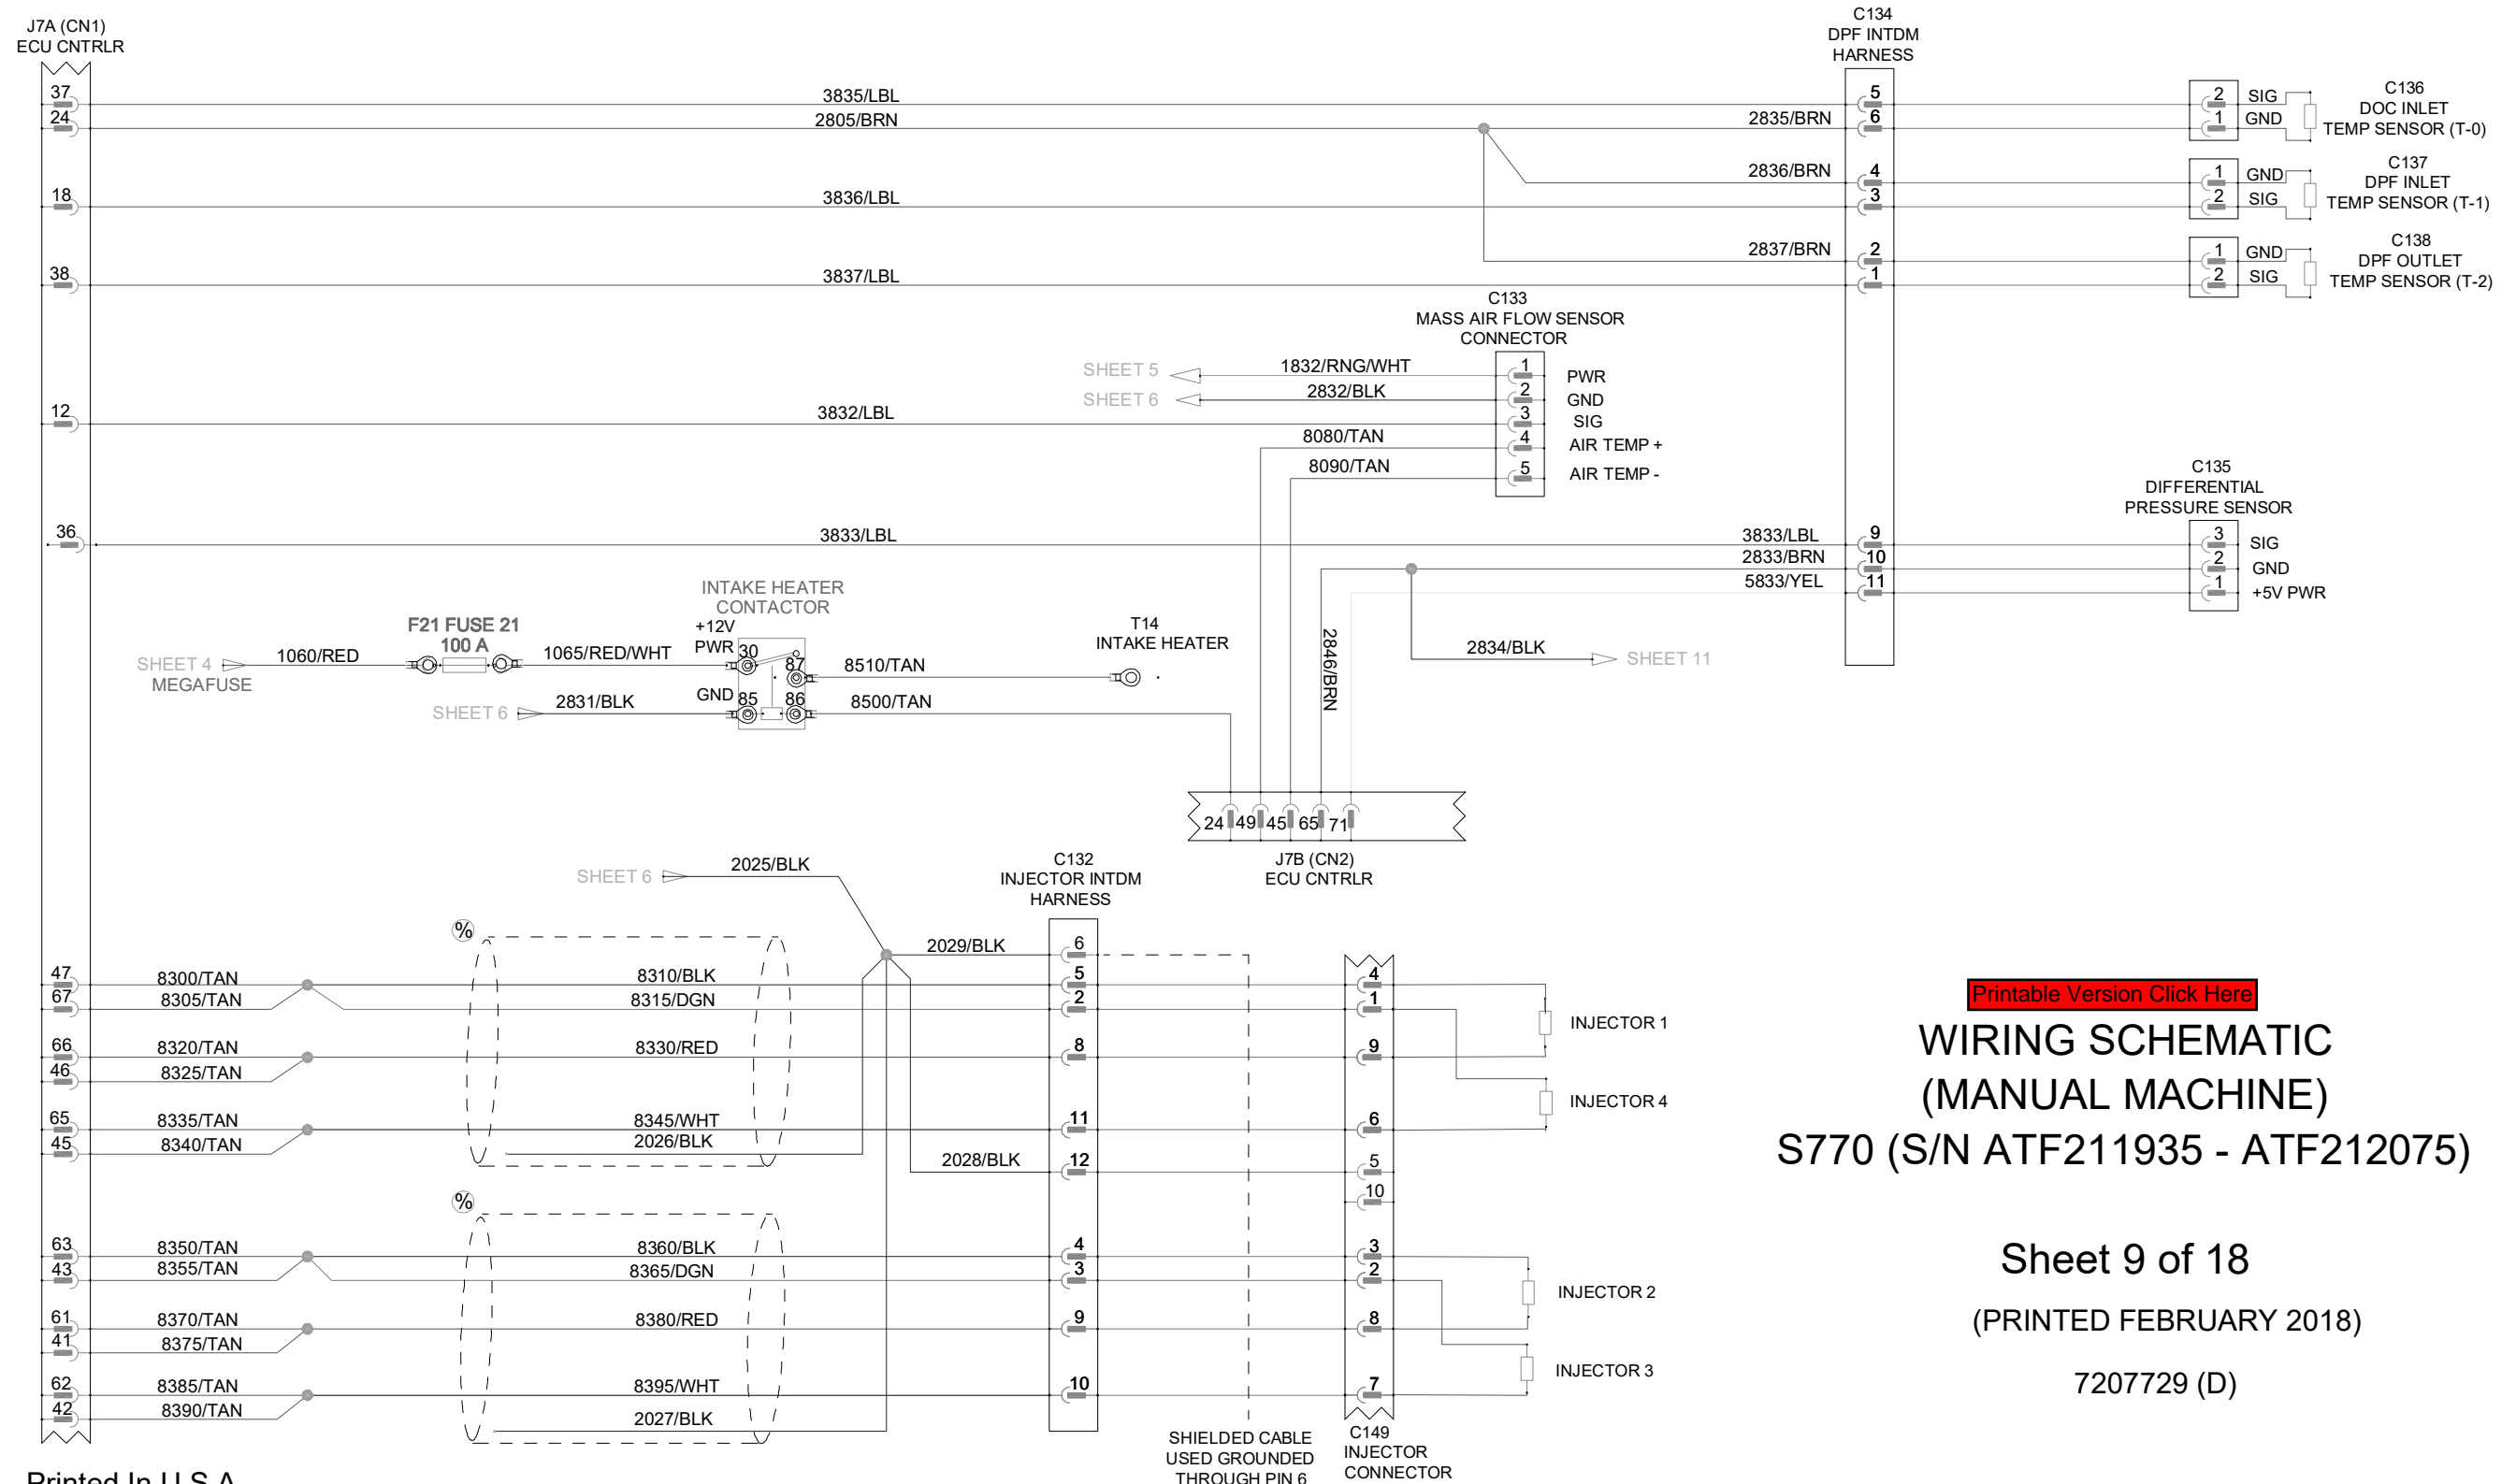 J7A (CN1)
ECU CNTRLR
C134
DPF INTDM
HARNESS
37
3835/LBL
5
2
SIG
C136
DOC INLET
TEMP SENSOR (T-0)
24
2805/BRN
2835/BRN
6
1
GND
2836/BRN
4
1
GND
C137
DPF INLET
TEMP SENSOR (T-1)
18
3836/LBL
3
2
SIG
2837/BRN
2
1
GND
C138
DPF OUTLET
TEMP SENSOR (T-2)
38
3837/LBL
1
2
SIG
C133
MASS AIR FLOW SENSOR
CONNECTOR
SHEET 5
1832/RNG/WHT
1
PWR
SHEET 6
2832/BLK
2
GND
12
3832/LBL
3
SIG
8080/TAN
4
AIR TEMP +
8090/TAN
5
AIR TEMP -
C135
DIFFERENTIAL
PRESSURE SENSOR
36
3833/LBL
3833/LBL
9
3
SIG
2833/BRN
10
2
GND
5833/YEL
11
1
+5V PWR
INTAKE HEATER
CONTACTOR
F21 FUSE 21
100 A
+12V
PWR
30
87
T14
INTAKE HEATER
SHEET 4
MEGAFUSE
1060/RED
1065/RED/WHT
8510/TAN
2846/BRN
2834/BLK
SHEET 11
SHEET 6
2831/BLK
GND
85
86
8500/TAN
24
49
45
65
71
J7B (CN2)
ECU CNTRLR
SHEET 6
2025/BLK
C132
INJECTOR INTDM
HARNESS
%
2029/BLK
6
47
8300/TAN
8310/BLK
5
4
67
8305/TAN
8315/DGN
2
1
INJECTOR 1
66
8320/TAN
8330/RED
8
9
46
8325/TAN
INJECTOR 4
65
8335/TAN
8345/WHT
11
6
45
8340/TAN
2026/BLK
2028/BLK
12
5
10
%
63
8350/TAN
8360/BLK
4
3
43
8355/TAN
8365/DGN
3
2
INJECTOR 2
61
8370/TAN
8380/RED
9
8
41
8375/TAN
INJECTOR 3
62
8385/TAN
8395/WHT
10
7
42
8390/TAN
2027/BLK
SHIELDED CABLE
USED GROUNDED
THROUGH PIN 6
C149
INJECTOR
CONNECTOR
Printable Version Click Here
WIRING SCHEMATIC
(MANUAL MACHINE)
S770 (S/N ATF211935 - ATF212075)
Sheet 9 of 18
(PRINTED FEBRUARY 2018)
7207729 (D)
Printed In U.S.A.